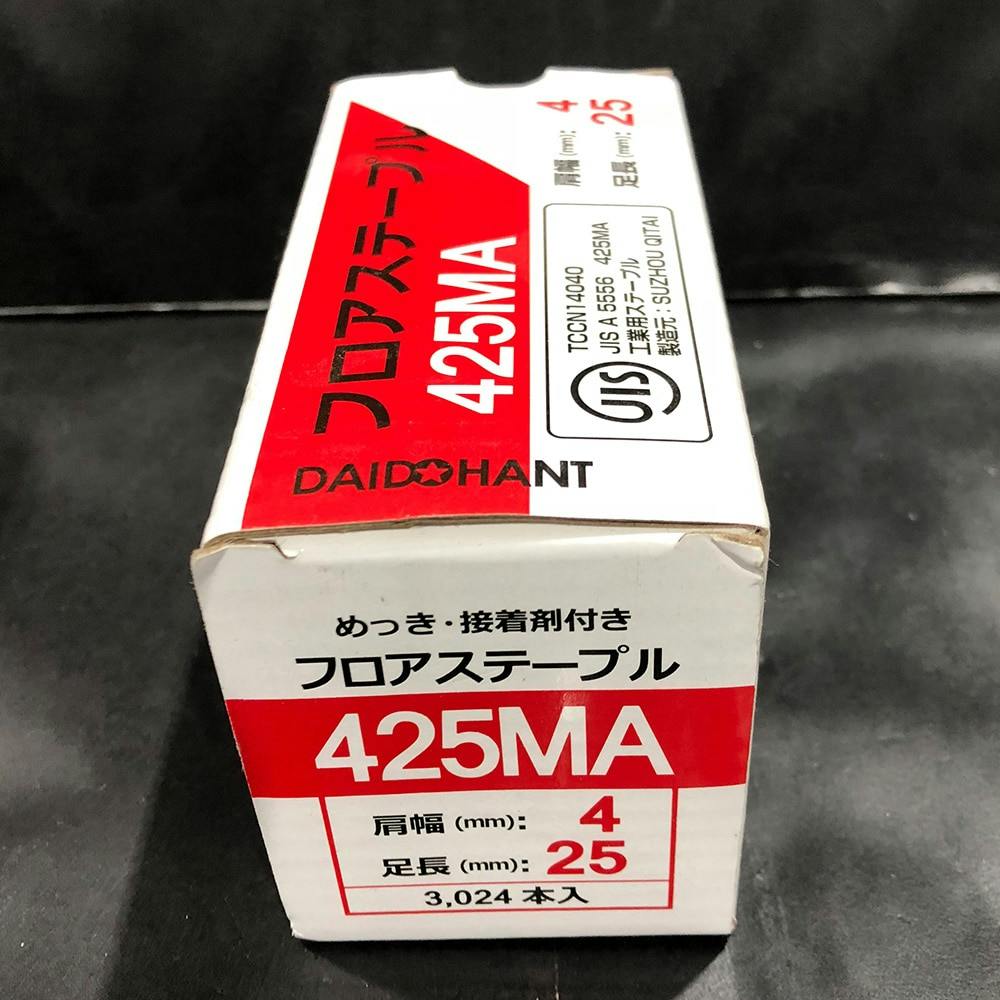 フロアステープル
425MA
DAIDOHANT
肩幅(mm): 4
足長(mm): 25
TCCN14040
JIS A 5556 425MA
工業用ステープル
製造元:SUZHOU QITAI
JIS
めっき・接着剤付き
フロアステープル
425MA
肩幅(mm): 4
足長(mm): 25
3,024本入